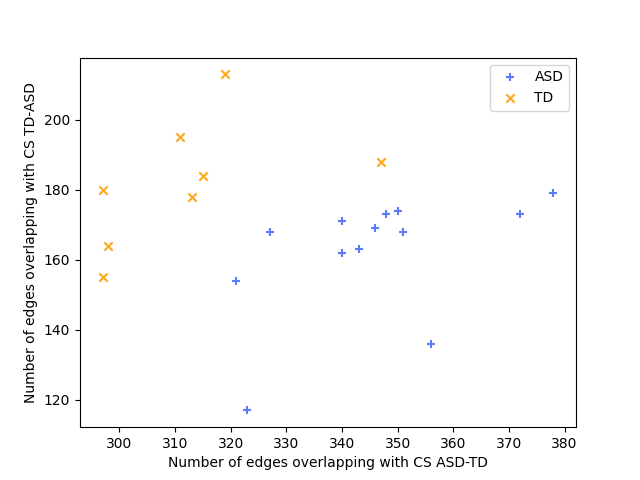 ASD
TD
Number of edges overlapping with CS TD-ASD
200
180
160
140
120
300 310 320 330 340 350 360 370 380
Number of edges overlapping with CS ASD-TD